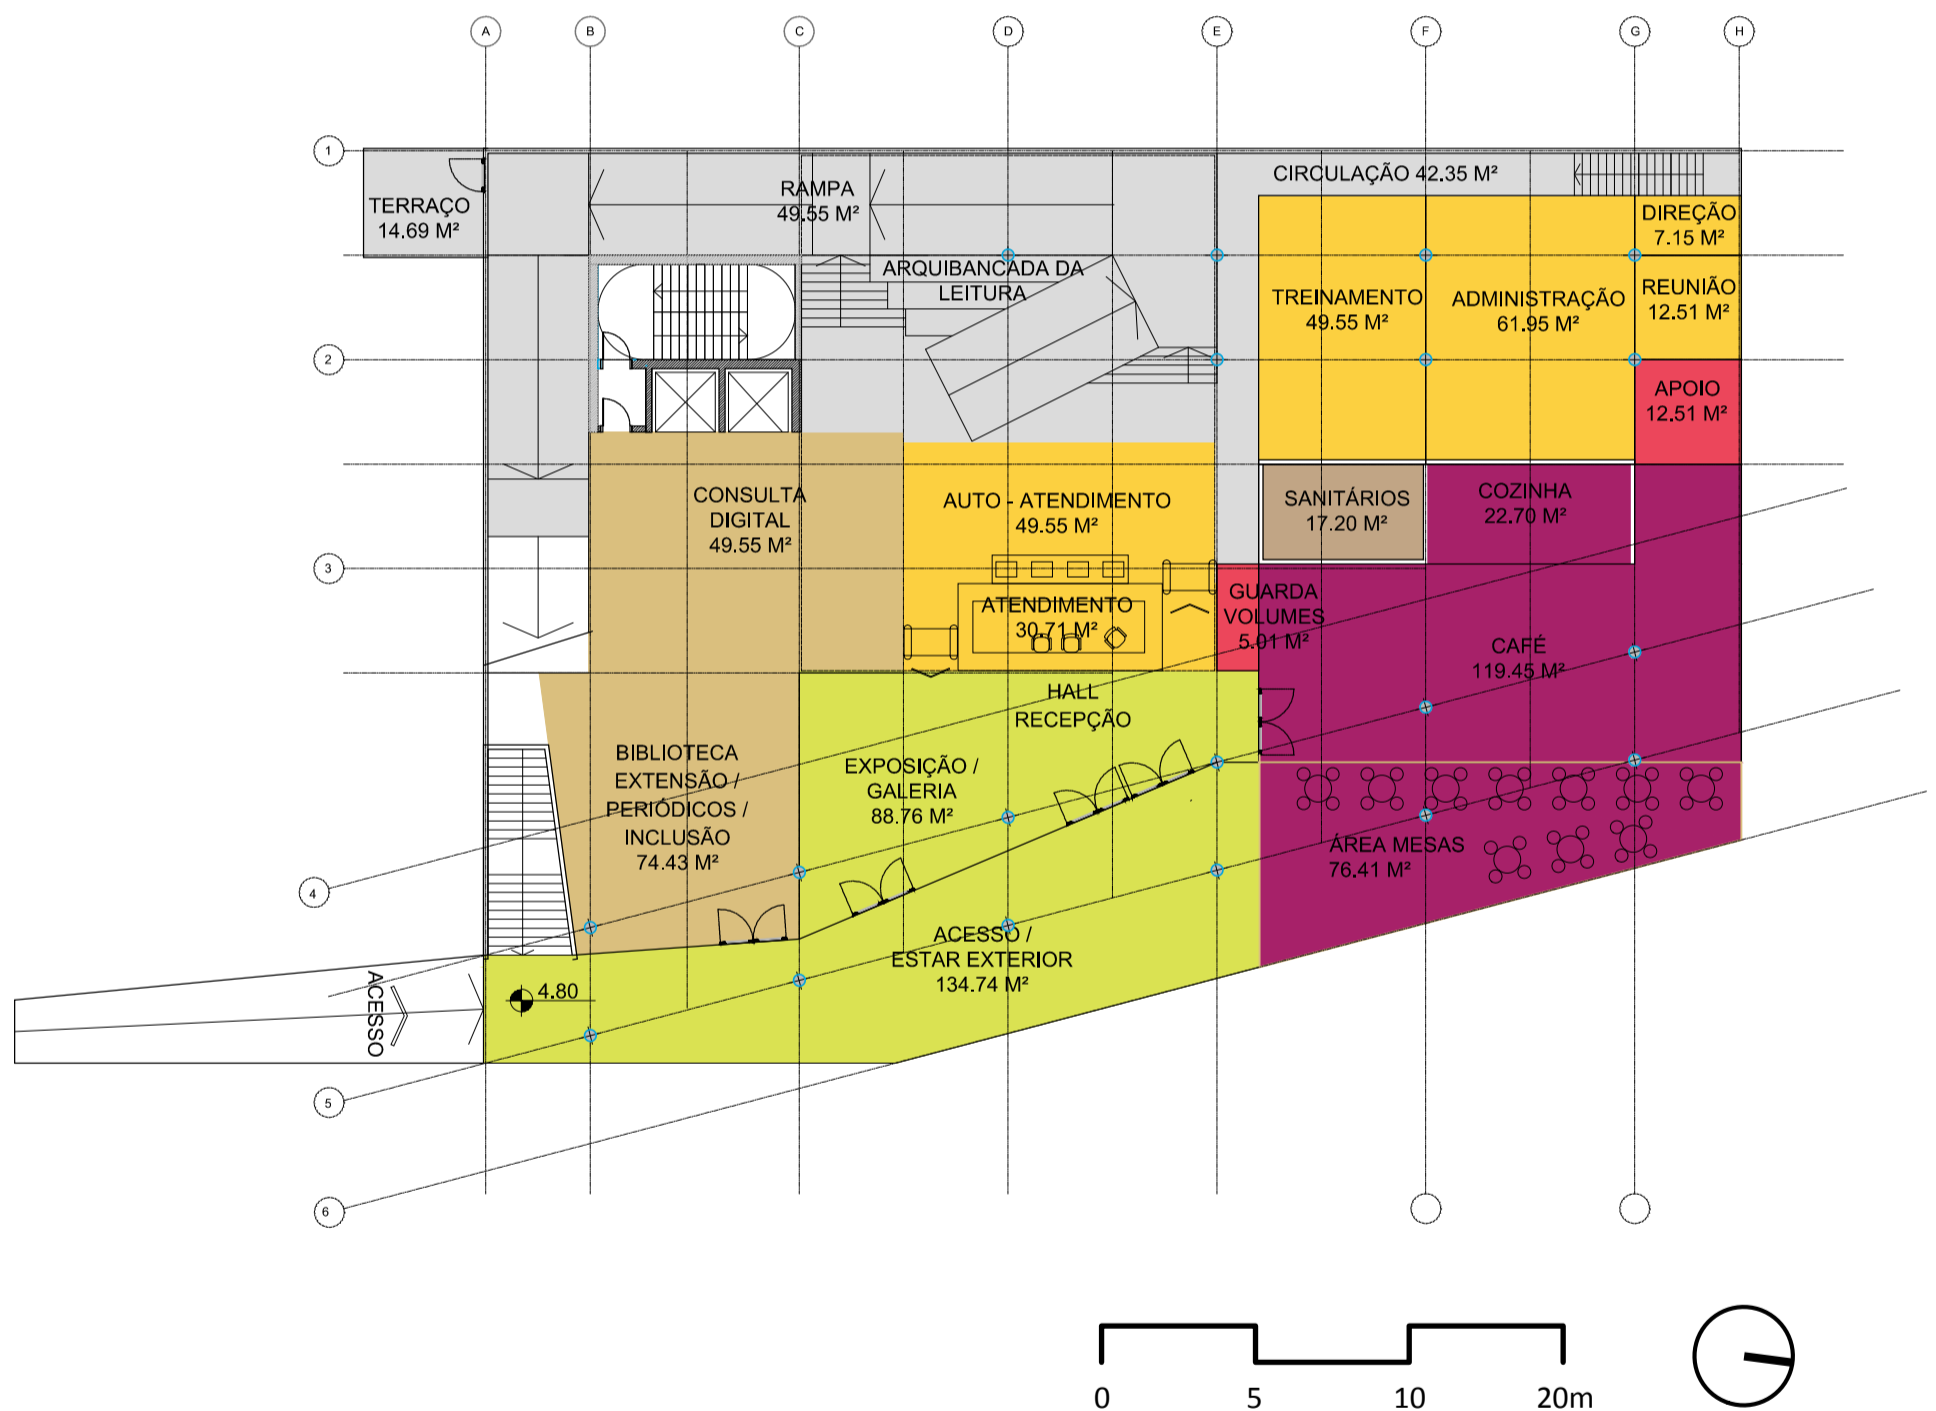 A
B
C
D
E
F
G
H
1
TERRAÇO
14.69 M²
RAMPA
49.55 M²
CIRCULAÇÃO 42.35 M²
DIREÇÃO
7.15 M²
ARQUIBANCADA DA
LEITURA
TREINAMENTO
49.55 M²
ADMINISTRAÇÃO
61.95 M²
REUNIÃO
12.51 M²
2
APOIO
12.51 M²
CONSULTA
DIGITAL
49.55 M²
AUTO - ATENDIMENTO
49.55 M²
SANITÁRIOS
17.20 M²
COZINHA
22.70 M²
3
ATENDIMENTO
30.71 M²
GUARDA
VOLUMES
5.01 M²
CAFÉ
119.45 M²
HALL
RECEPÇÃO
BIBLIOTECA
EXTENSÃO /
PERIÓDICOS /
INCLUSÃO
74.43 M²
EXPOSIÇÃO /
GALERIA
88.76 M²
ÁREA MESAS
76.41 M²
4
ACESSO /
ESTAR EXTERIOR
134.74 M²
ACESSO
4.80
5
6
0
5
10
20m